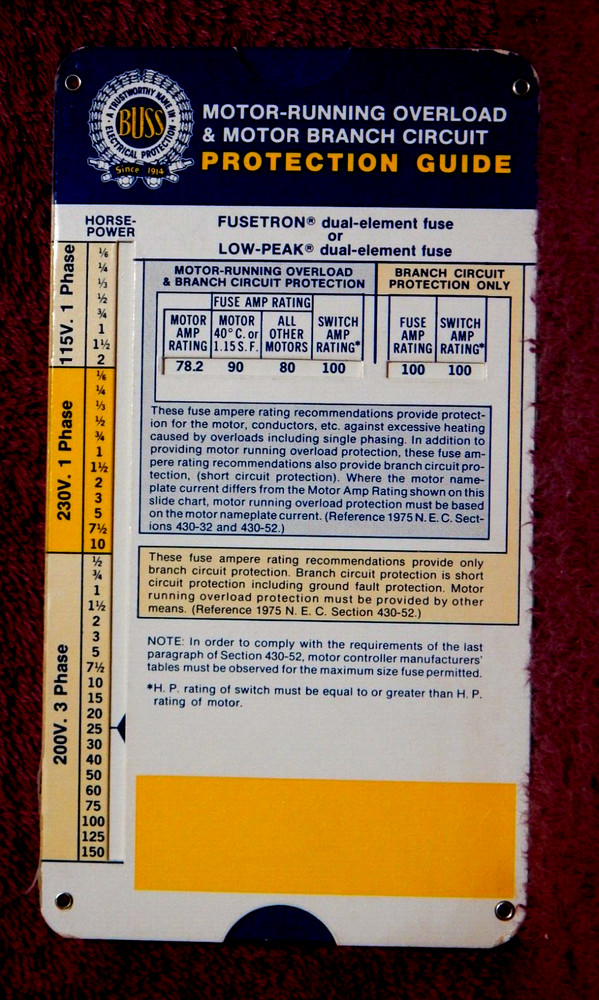 A TRUSTWORTHY NAME IN
BUSS
ELECTRICAL PROTECTION
Since 1914
MOTOR-RUNNING OVERLOAD
& MOTOR BRANCH CIRCUIT
PROTECTION GUIDE
HORSE-
POWER
FUSETRON® dual-element fuse
or
LOW-PEAK® dual-element fuse
115V. 1 Phase
1/6
1/4
1/3
1/2
3/4
1
1½
2
230V. 1 Phase
1/6
1/4
1/3
1/2
3/4
1
1½
2
3
5
7½
10
200V. 3 Phase
½
¾
1
1½
2
3
5
7½
10
15
20
25
30
40
50
60
75
100
125
150
MOTOR-RUNNING OVERLOAD
& BRANCH CIRCUIT PROTECTION
FUSE AMP RATING
MOTOR AMP RATING
MOTOR 40°C. or 1.15 S.F.
ALL OTHER MOTORS
SWITCH AMP RATING*
78.2 90 80 100
BRANCH CIRCUIT
PROTECTION ONLY
FUSE AMP RATING
SWITCH AMP RATING*
100 100
These fuse ampere rating recommendations provide protect-
ion for the motor, conductors, etc. against excessive heating
caused by overloads including single phasing. In addition to
providing motor running overload protection, these fuse am-
pere rating recommendations also provide branch circuit pro-
tection, (short circuit protection). Where the motor name-
plate current differs from the Motor Amp Rating shown on this
slide chart, motor running overload protection must be based
on the motor nameplate current. (Reference 1975 N. E. C. Sect-
ions 430-32 and 430-52.)
These fuse ampere rating recommendations provide only
branch circuit protection. Branch circuit protection is short
circuit protection including ground fault protection. Motor
running overload protection must be provided by other
means. (Reference 1975 N. E. C. Section 430-52.)
NOTE: In order to comply with the requirements of the last
paragraph of Section 430-52, motor controller manufacturers'
tables must be observed for the maximum size fuse permitted.
*H. P. rating of switch must be equal to or greater than H. P.
rating of motor.